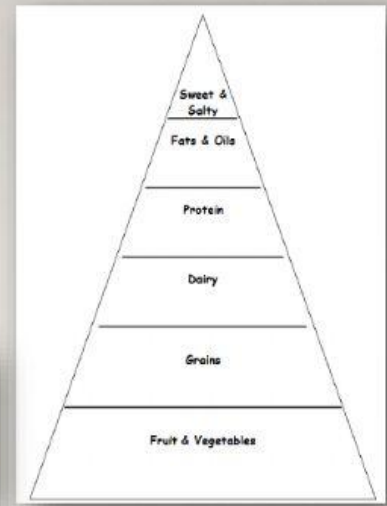 Sweet &
Salty
Fats & Oils
Protein
Dairy
Grains
Fruit & Vegetables